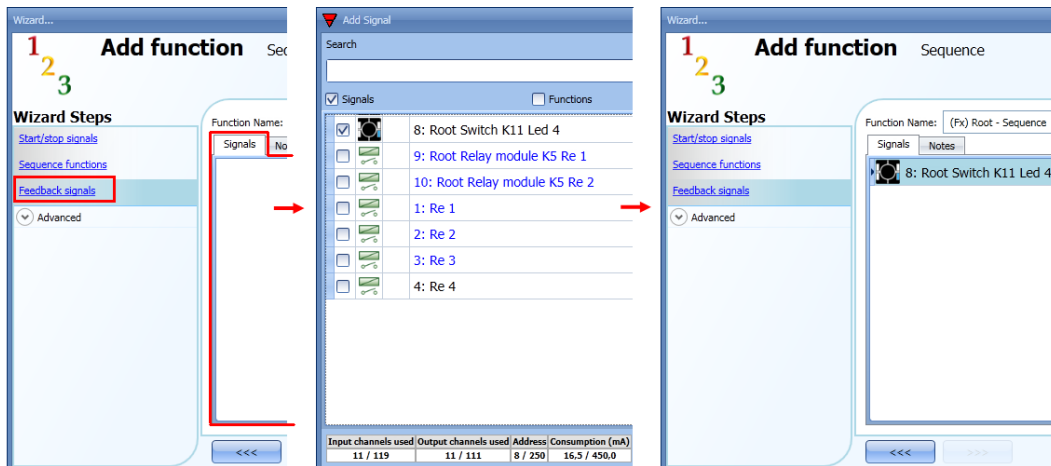 Wizard...
1
2
3
Add function Sec
Wizard Steps
Start/stop signals
Sequence functions
Feedback signals
Advanced
Function Name:
Signals No
<<<
Add Signal
Search
Signals Functions
8: Root Switch K11 Led 4
9: Root Relay module K5 Re 1
10: Root Relay module K5 Re 2
1: Re 1
2: Re 2
3: Re 3
4: Re 4
Input channels used Output channels used Address Consumption (mA)
11 / 119 11 / 111 8 / 250 16,5 / 450,0
Wizard...
1
2
3
Add function Sequence
Wizard Steps
Start/stop signals
Sequence functions
Feedback signals
Advanced
Function Name: (Fx) Root - Sequence
Signals Notes
8: Root Switch K11 Led 4
<<< >>>